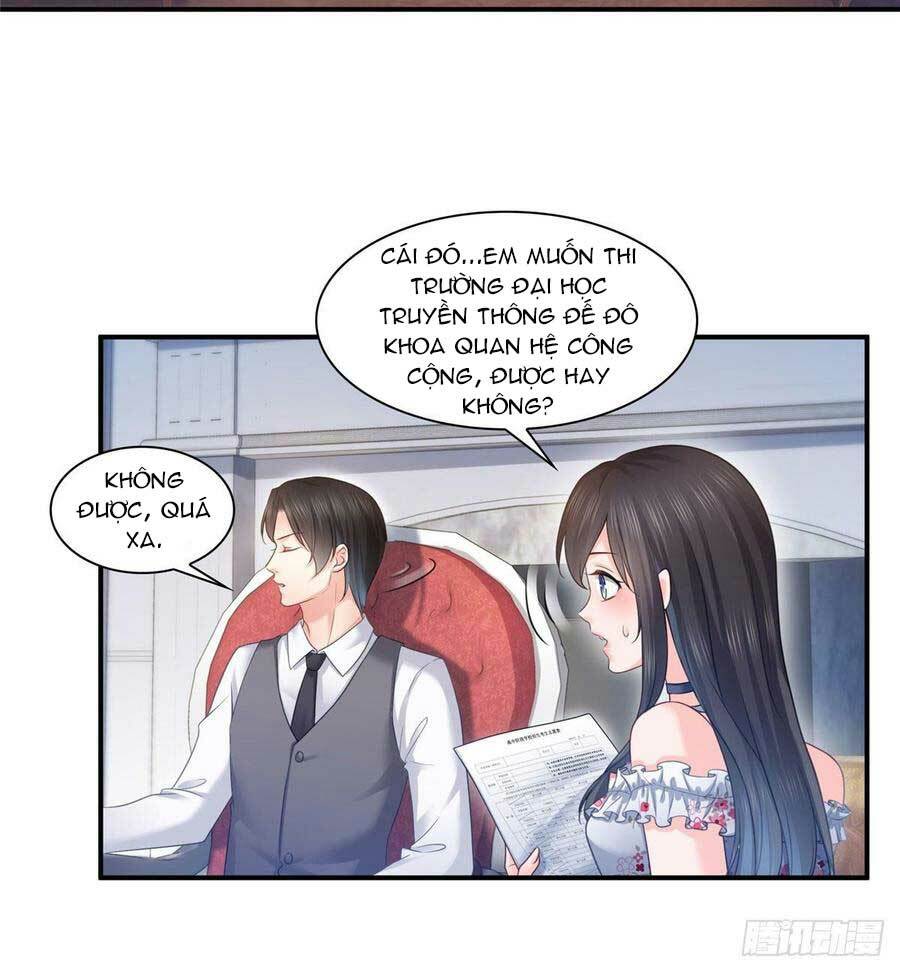 CÁI ĐÓ...EM MUỐN THI
TRƯỜNG ĐẠI HỌC
TRUYỀN THÔNG ĐẾ ĐÔ
KHOA QUAN HỆ CÔNG
CỘNG, ĐƯỢC HAY
KHÔNG?
KHÔNG
ĐƯỢC, QUÁ
XA.
腾讯动漫